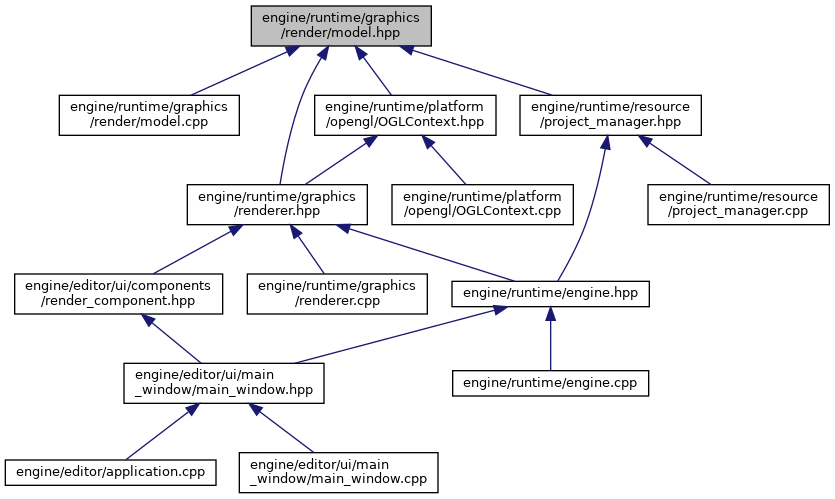 engine/runtime/graphics
/render/model.hpp
engine/runtime/graphics
/render/model.cpp
engine/runtime/platform
/opengl/OGLContext.hpp
engine/runtime/resource
/project_manager.hpp
engine/runtime/graphics
/renderer.hpp
engine/runtime/platform
/opengl/OGLContext.cpp
engine/runtime/resource
/project_manager.cpp
engine/editor/ui/components
/render_component.hpp
engine/runtime/graphics
/renderer.cpp
engine/runtime/engine.hpp
engine/editor/ui/main
_window/main_window.hpp
engine/runtime/engine.cpp
engine/editor/application.cpp
engine/editor/ui/main
_window/main_window.cpp